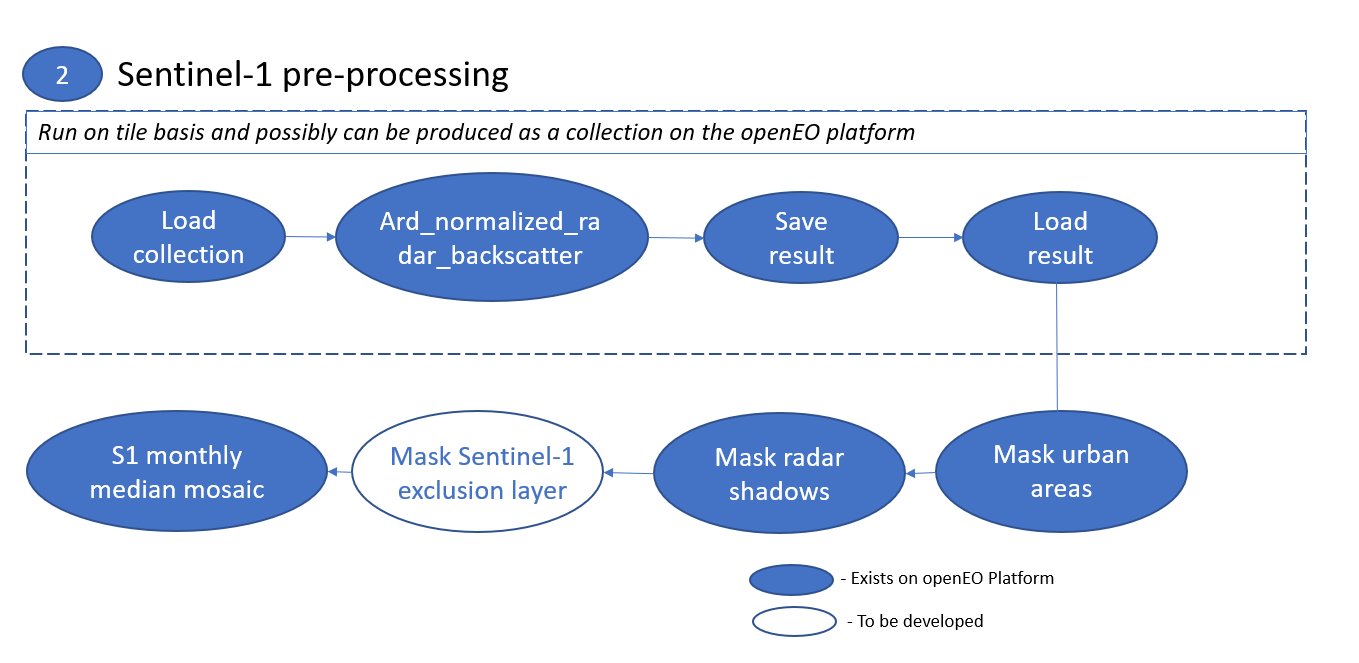 2
Sentinel-1 pre-processing
Run on tile basis and possibly can be produced as a collection on the openEO platform
Load
collection
Ard_normalized_ra
dar_backscatter
Save
result
Load
result
S1 monthly
median mosaic
Mask Sentinel-1
exclusion layer
Mask radar
shadows
Mask urban
areas
- Exists on openEO Platform
- To be developed